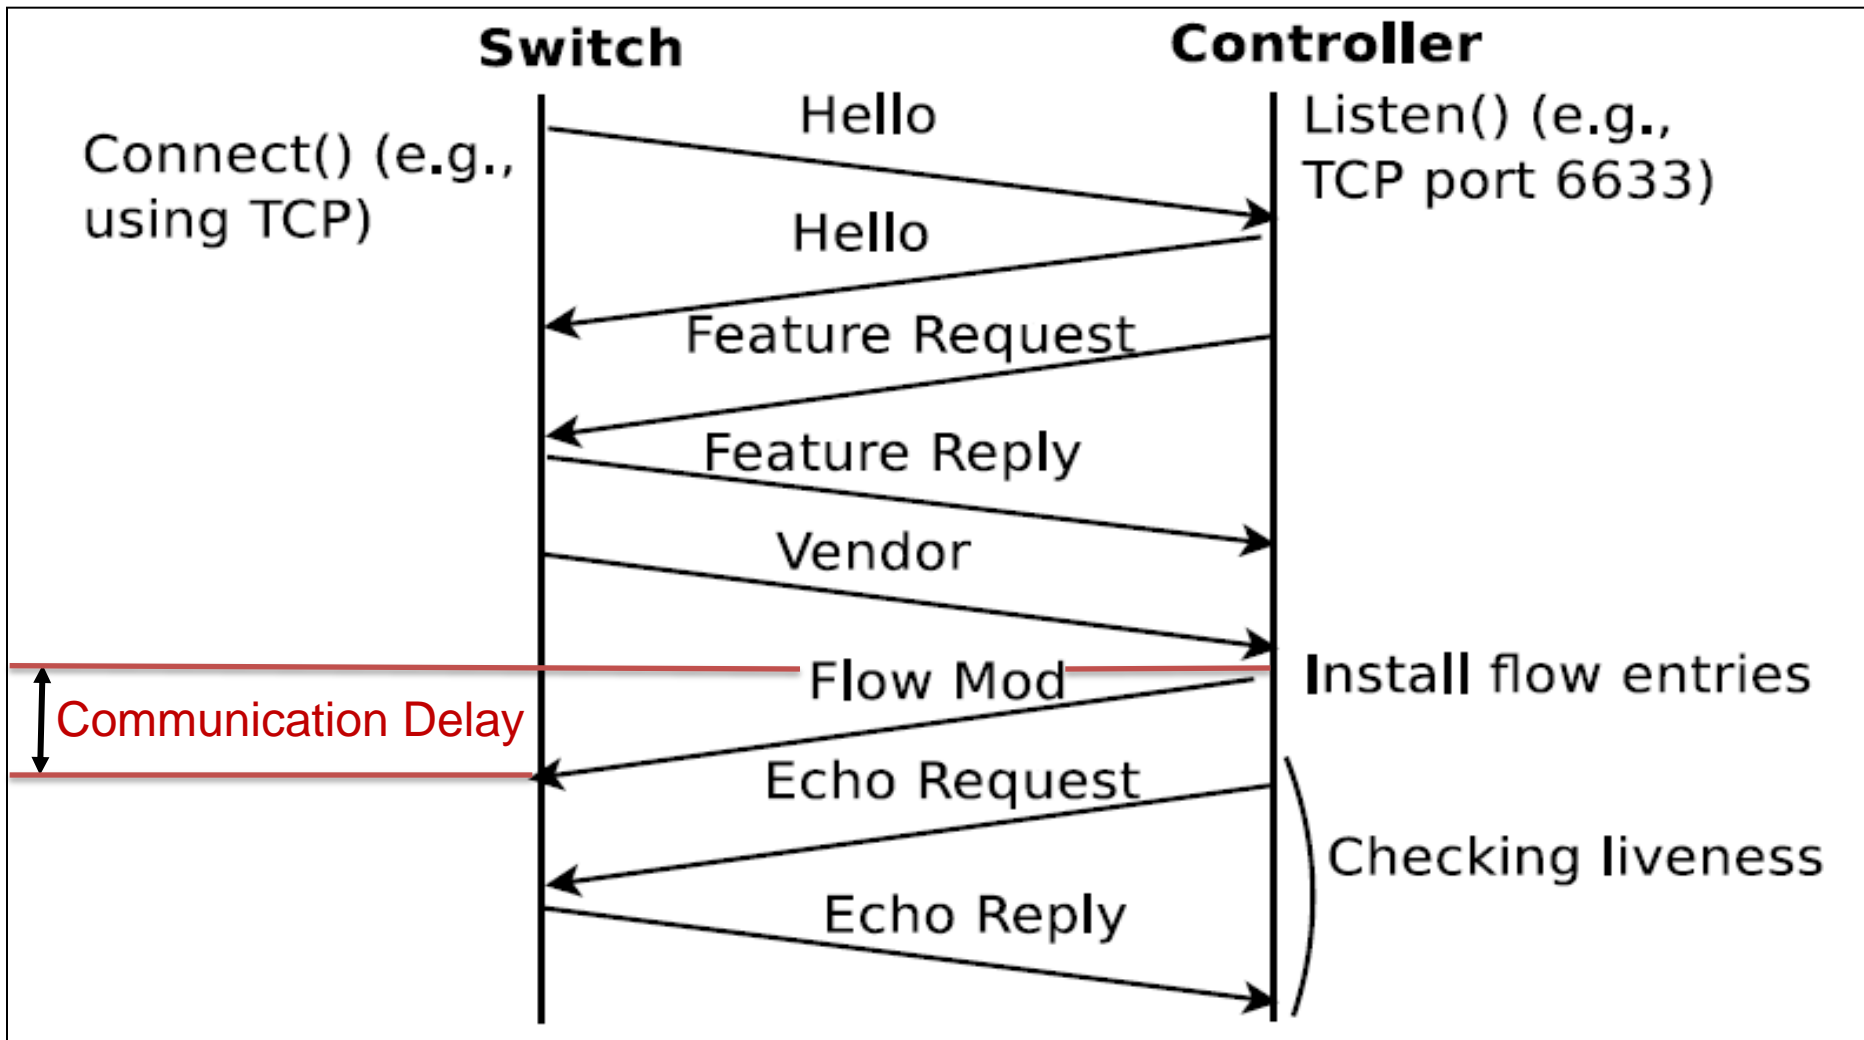 Switch
Controller
Hello
Listen() (e.g.,
TCP port 6633)
Connect() (e.g.,
using TCP)
Hello
Feature Request
Feature Reply
Vendor
Flow Mod
Install flow entries
Communication Delay
Echo Request
Checking liveness
Echo Reply